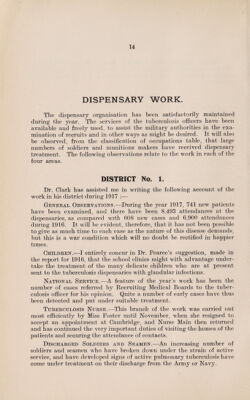 14
DISPENSARY WORK.
The dispensary organisation has been satisfactorily maintained
during the year. The services of the tuberculosis officers have been
available and freely used, to assist the military authorities in the exa-
mination of recruits and in other ways as might be desired. It will also
be observed, from the classification of occupations table, that large
numbers of soldiers and munitions makers have received dispensary
treatment. The following observations relate to the work in each of the
four areas.
DISTRICT No. 1.
Dr. Clark has assisted me in writing the following account of the
work in his district during 1917 :—
GENERAL OBSERVATIONS.—During the year 1917, 741 new patients
have been examined, and there have been 8,493 attendances at the
dispensaries, as compared with 608 new cases and 6,900 attendances
during 1916. It will be evident, therefore, that it has not been possible
to give as much time to each case as the nature of this disease demands,
but this is a war condition which will no doubt be rectified in happier
times.
CHILDREN.—I entirely concur in Dr. Pearce's suggestion, made in
the report for 1916, that the school clinics might with advantage under-
take the treatment of the many delicate children who are at present
sent to the tuberculosis dispensaries with glandular infections.
NATIONAL SERVICE.—A feature of the year's work has been the
number of cases referred by Recruiting Medical Boards to the tuber-
culosis officer for his opinion. Quite a number of early cases have thus
been detected and put under suitable treatment.
TUBERCULOSIS NURSE.—This branch of the work was carried out
most efficiently by Miss Foster until November, when she resigned to
accept an appointment at Cambridge, and Nurse Main then returned
and has continued the very important duties of visiting the homes of the
patients and securing the attendance of contacts.
DISCHARGED SOLDIERS AND SEAMEN.—An increasing number of
soldiers and seamen who have broken down under the strain of active
service, and have developed signs of active pulmonary tuberculosis have
come under treatment on their discharge from the Army or Navy.